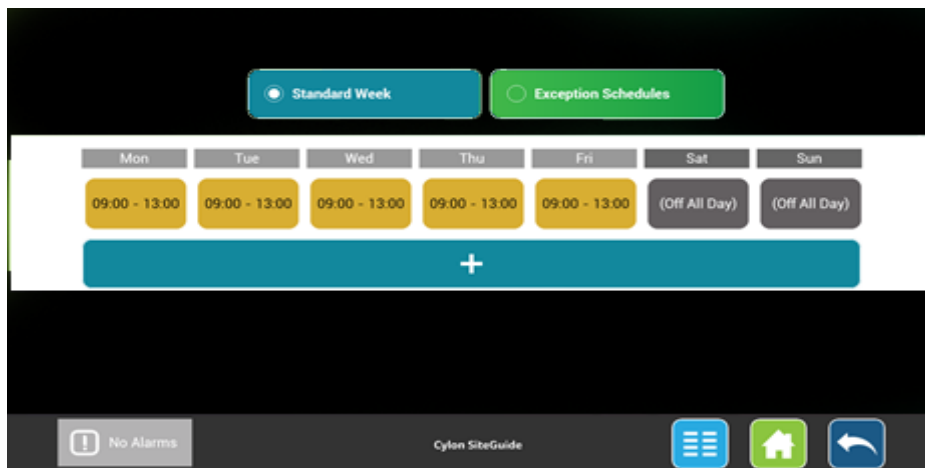 Standard Week
Exception Schedules
Mon Tue Wed Thu Fri Sat Sun
09:00 - 13:00 09:00 - 13:00 09:00 - 13:00 09:00 - 13:00 09:00 - 13:00 (Off All Day) (Off All Day)
+
No Alarms
Cylon SiteGuide